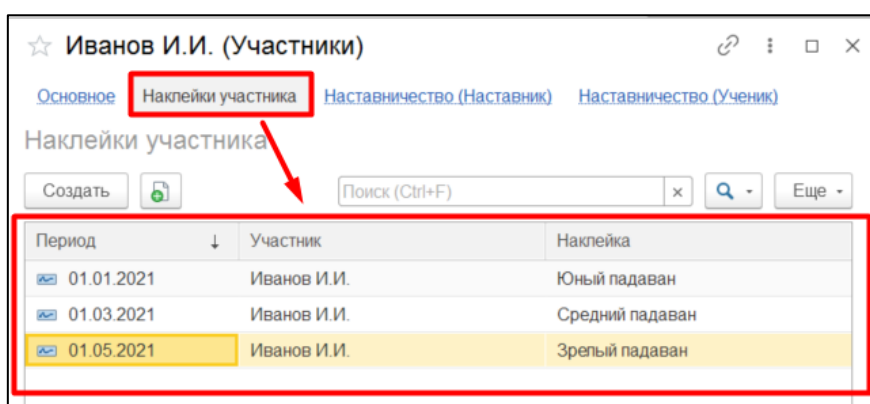 Иванов И.И. (Участники)
Основное Наклейки участника Наставничество (Наставник) Наставничество (Ученик)
Наклейки участника
Создать Поиск (Ctrl+F) Еще
Период Участник Наклейка
01.01.2021 Иванов И.И. Юный падаван
01.03.2021 Иванов И.И. Средний падаван
01.05.2021 Иванов И.И. Зрелый падаван